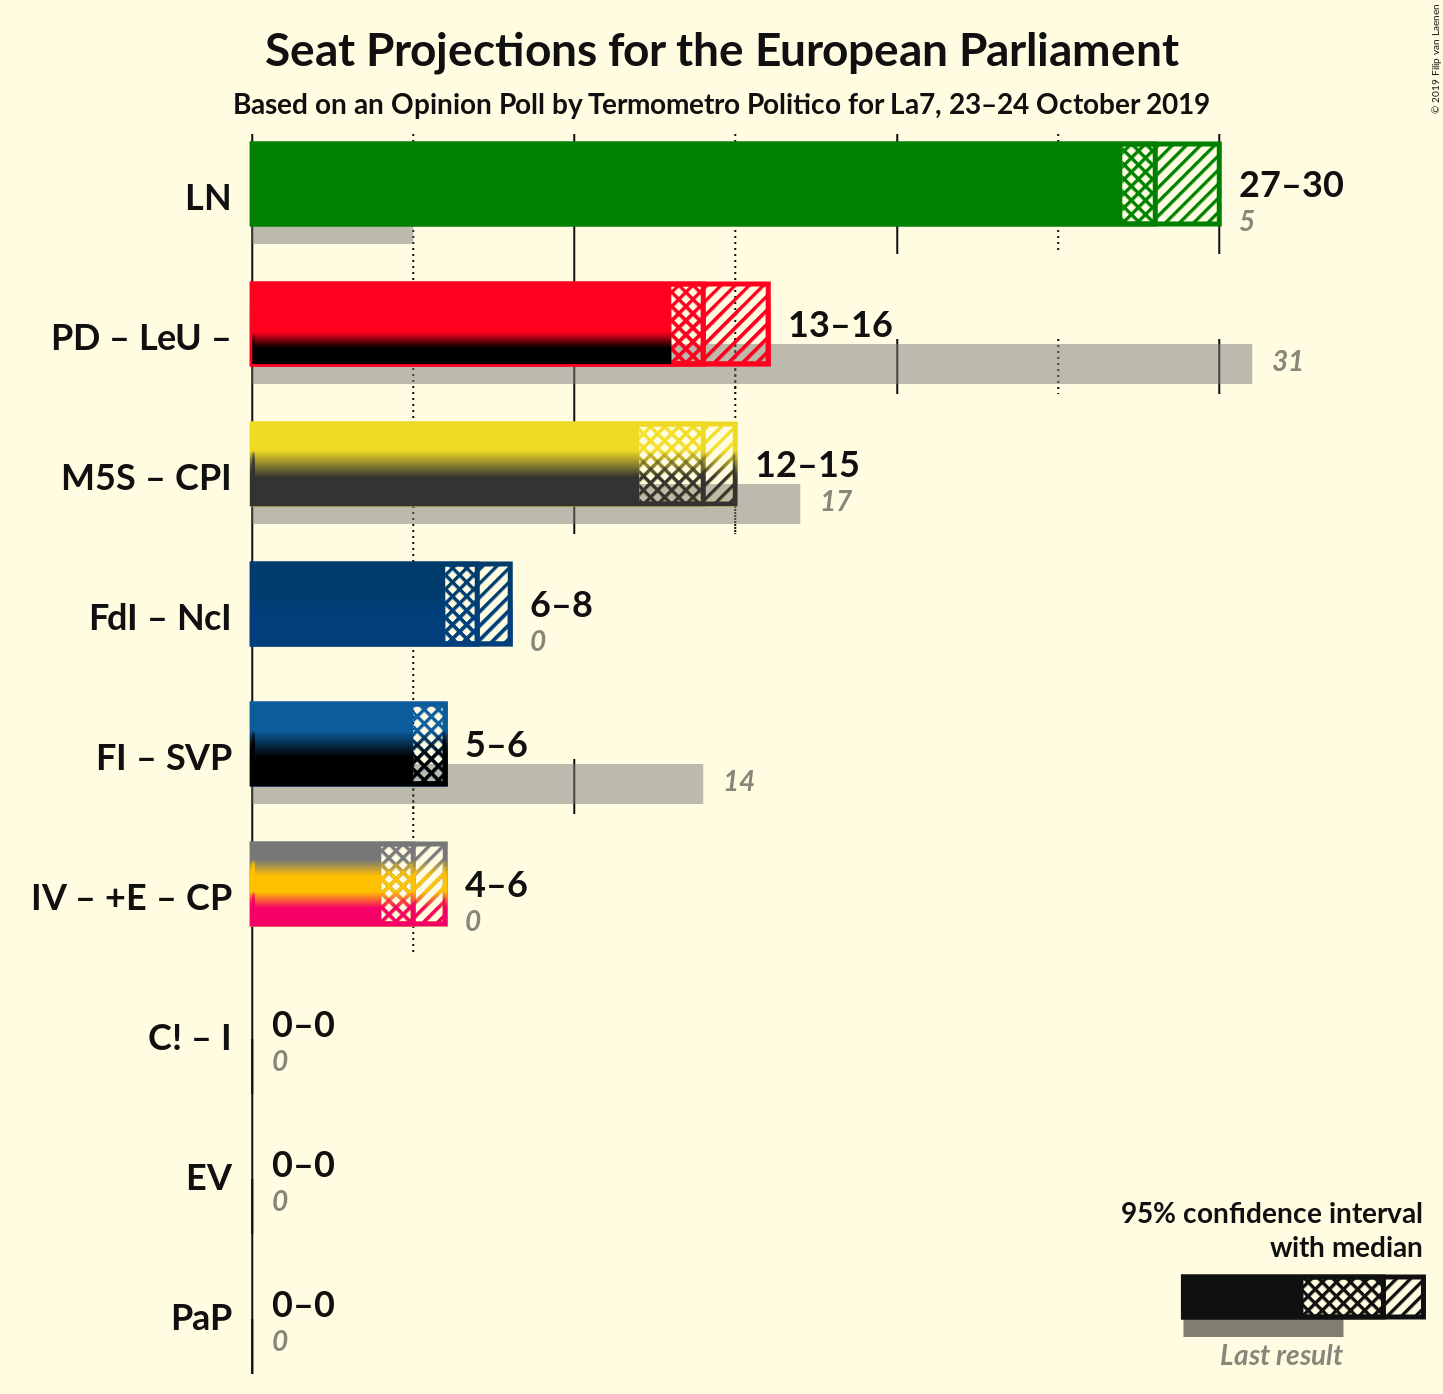 Seat Projections for the European Parliament
Based on an Opinion Poll by Termometro Politico for La7, 23–24 October 2019
© 2019 Filip van Laenen
LN
27–30
5
PD – LeU –
13–16
31
M5S – CPI
12–15
17
FdI – NcI
6–8
0
FI – SVP
5–6
14
IV – +E – CP
4–6
0
C! – I
0–0
0
EV
0–0
0
PaP
0–0
0
95% confidence interval
with median
Last result